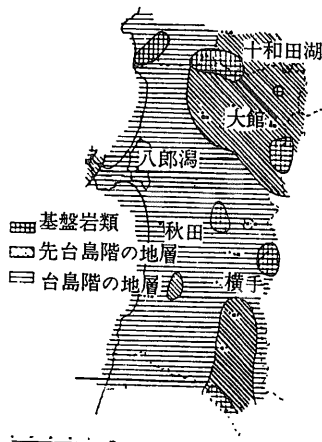 十和田湖
大館
八郎潟
基盤岩類
秋田
先台島階の地層
台島階の地層
横手